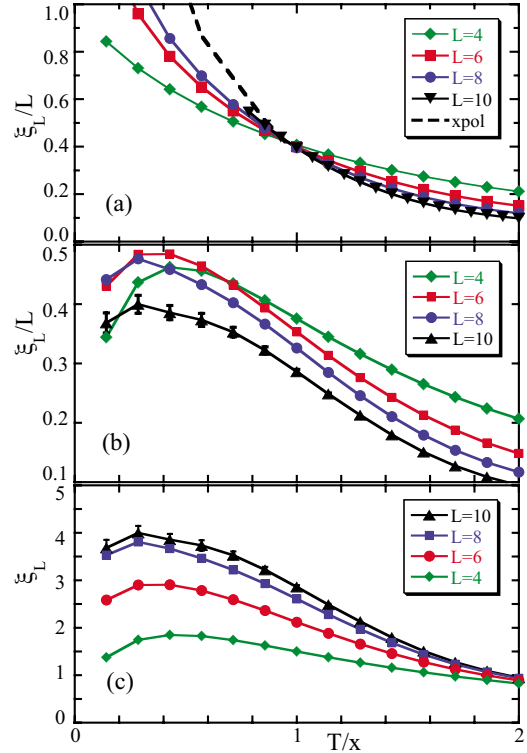 1.0
0.8
0.6
0.4
0.2
0.0
ξL/L
L=4
L=6
L=8
L=10
xpol
(a)
0.5
0.4
0.3
0.2
0.1
ξL/L
L=4
L=6
L=8
L=10
(b)
5
4
3
2
1
0
ξL
L=10
L=8
L=6
L=4
(c)
0
1
2
T/x